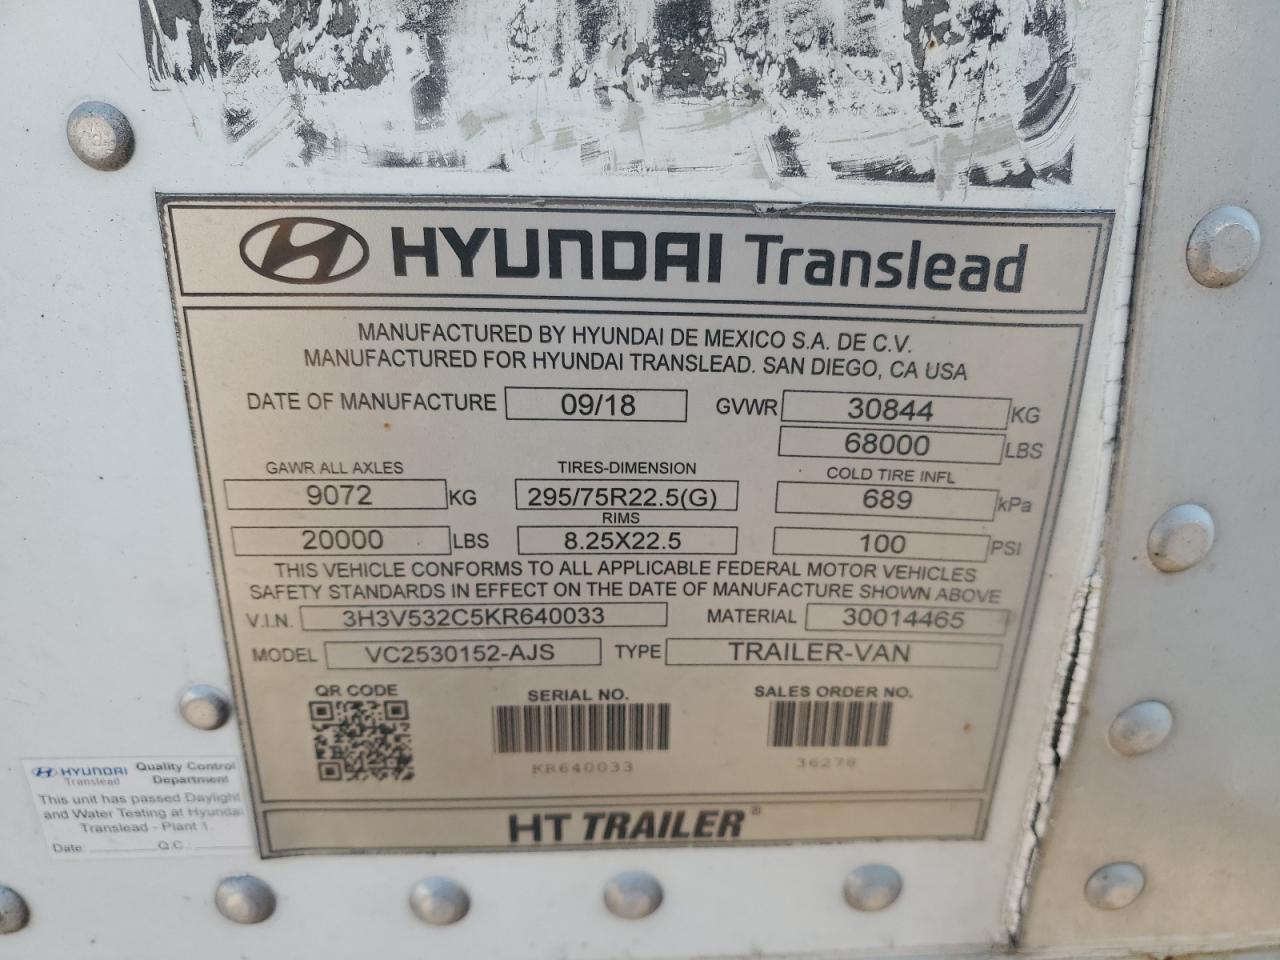 HYUNDAI Translead
MANUFACTURED BY HYUNDAI DE MEXICO S.A. DE C.V.
MANUFACTURED FOR HYUNDAI TRANSLEAD. SAN DIEGO, CA USA
DATE OF MANUFACTURE 09/18 GVWR 30844 KG
68000 LBS
GAWR ALL AXLES TIRES-DIMENSION COLD TIRE INFL
9072 KG 295/75R22.5(G) 689 kPa
RIMS
20000 LBS 8.25X22.5 100 PSI
THIS VEHICLE CONFORMS TO ALL APPLICABLE FEDERAL MOTOR VEHICLES
SAFETY STANDARDS IN EFFECT ON THE DATE OF MANUFACTURE SHOWN ABOVE
V.I.N. 3H3V532C5KR640033 MATERIAL 30014465
MODEL VC2530152-AJS TYPE TRAILER-VAN
QR CODE SERIAL NO. SALES ORDER NO.
KR640033 36278
HT TRAILER®
HYUNDAI Translead Quality Control Department
This unit has passed Daylight
and Water Testing at Hyundai
Translead - Plant 1.
Date Q.C.